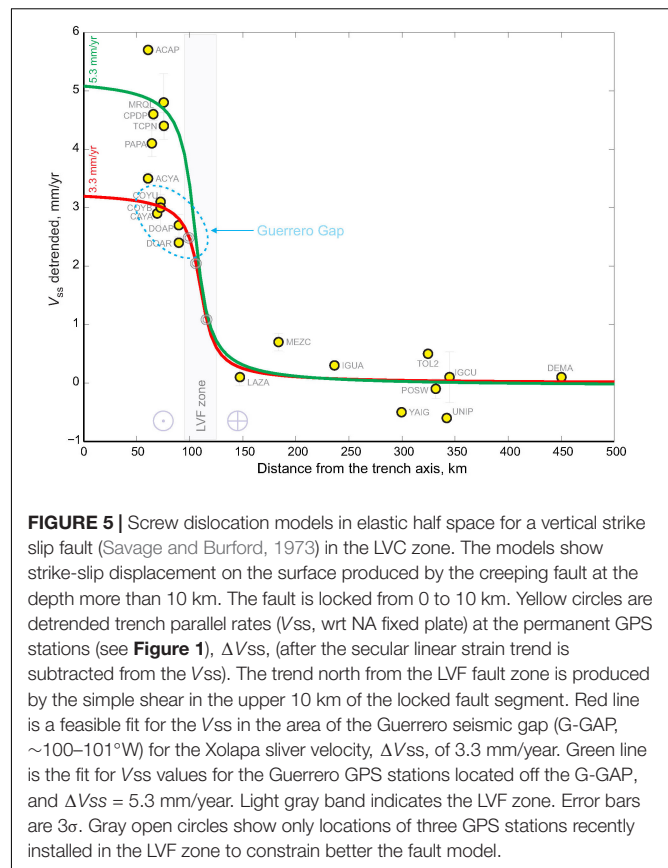 6
5
4
3
2
1
0
−1
V_ss detrended, mm/yr
5.3 mm/yr
3.3 mm/yr
ACAP
MRQL
CPDP
TCPN
PAPA
ACYA
COYU
COYB
CAYA
DOAP
DOAR
Guerrero Gap
LVF zone
MEZC
LAZA
IGUA
TOL2
IGCU
POSW
YAIG
UNIP
DEMA
0 50 100 150 200 250 300 350 400 450 500
Distance from the trench axis, km
FIGURE 5 | Screw dislocation models in elastic half space for a vertical strike
slip fault (Savage and Burford, 1973) in the LVC zone. The models show
strike-slip displacement on the surface produced by the creeping fault at the
depth more than 10 km. The fault is locked from 0 to 10 km. Yellow circles are
detrended trench parallel rates (Vss, wrt NA fixed plate) at the permanent GPS
stations (see Figure 1), ΔVss, (after the secular linear strain trend is
subtracted from the Vss). The trend north from the LVF fault zone is produced
by the simple shear in the upper 10 km of the locked fault segment. Red line
is a feasible fit for the Vss in the area of the Guerrero seismic gap (G-GAP,
∼100–101°W) for the Xolapa sliver velocity, ΔVss, of 3.3 mm/year. Green line
is the fit for Vss values for the Guerrero GPS stations located off the G-GAP,
and ΔVss = 5.3 mm/year. Light gray band indicates the LVF zone. Error bars
are 3σ. Gray open circles show only locations of three GPS stations recently
installed in the LVF zone to constrain better the fault model.